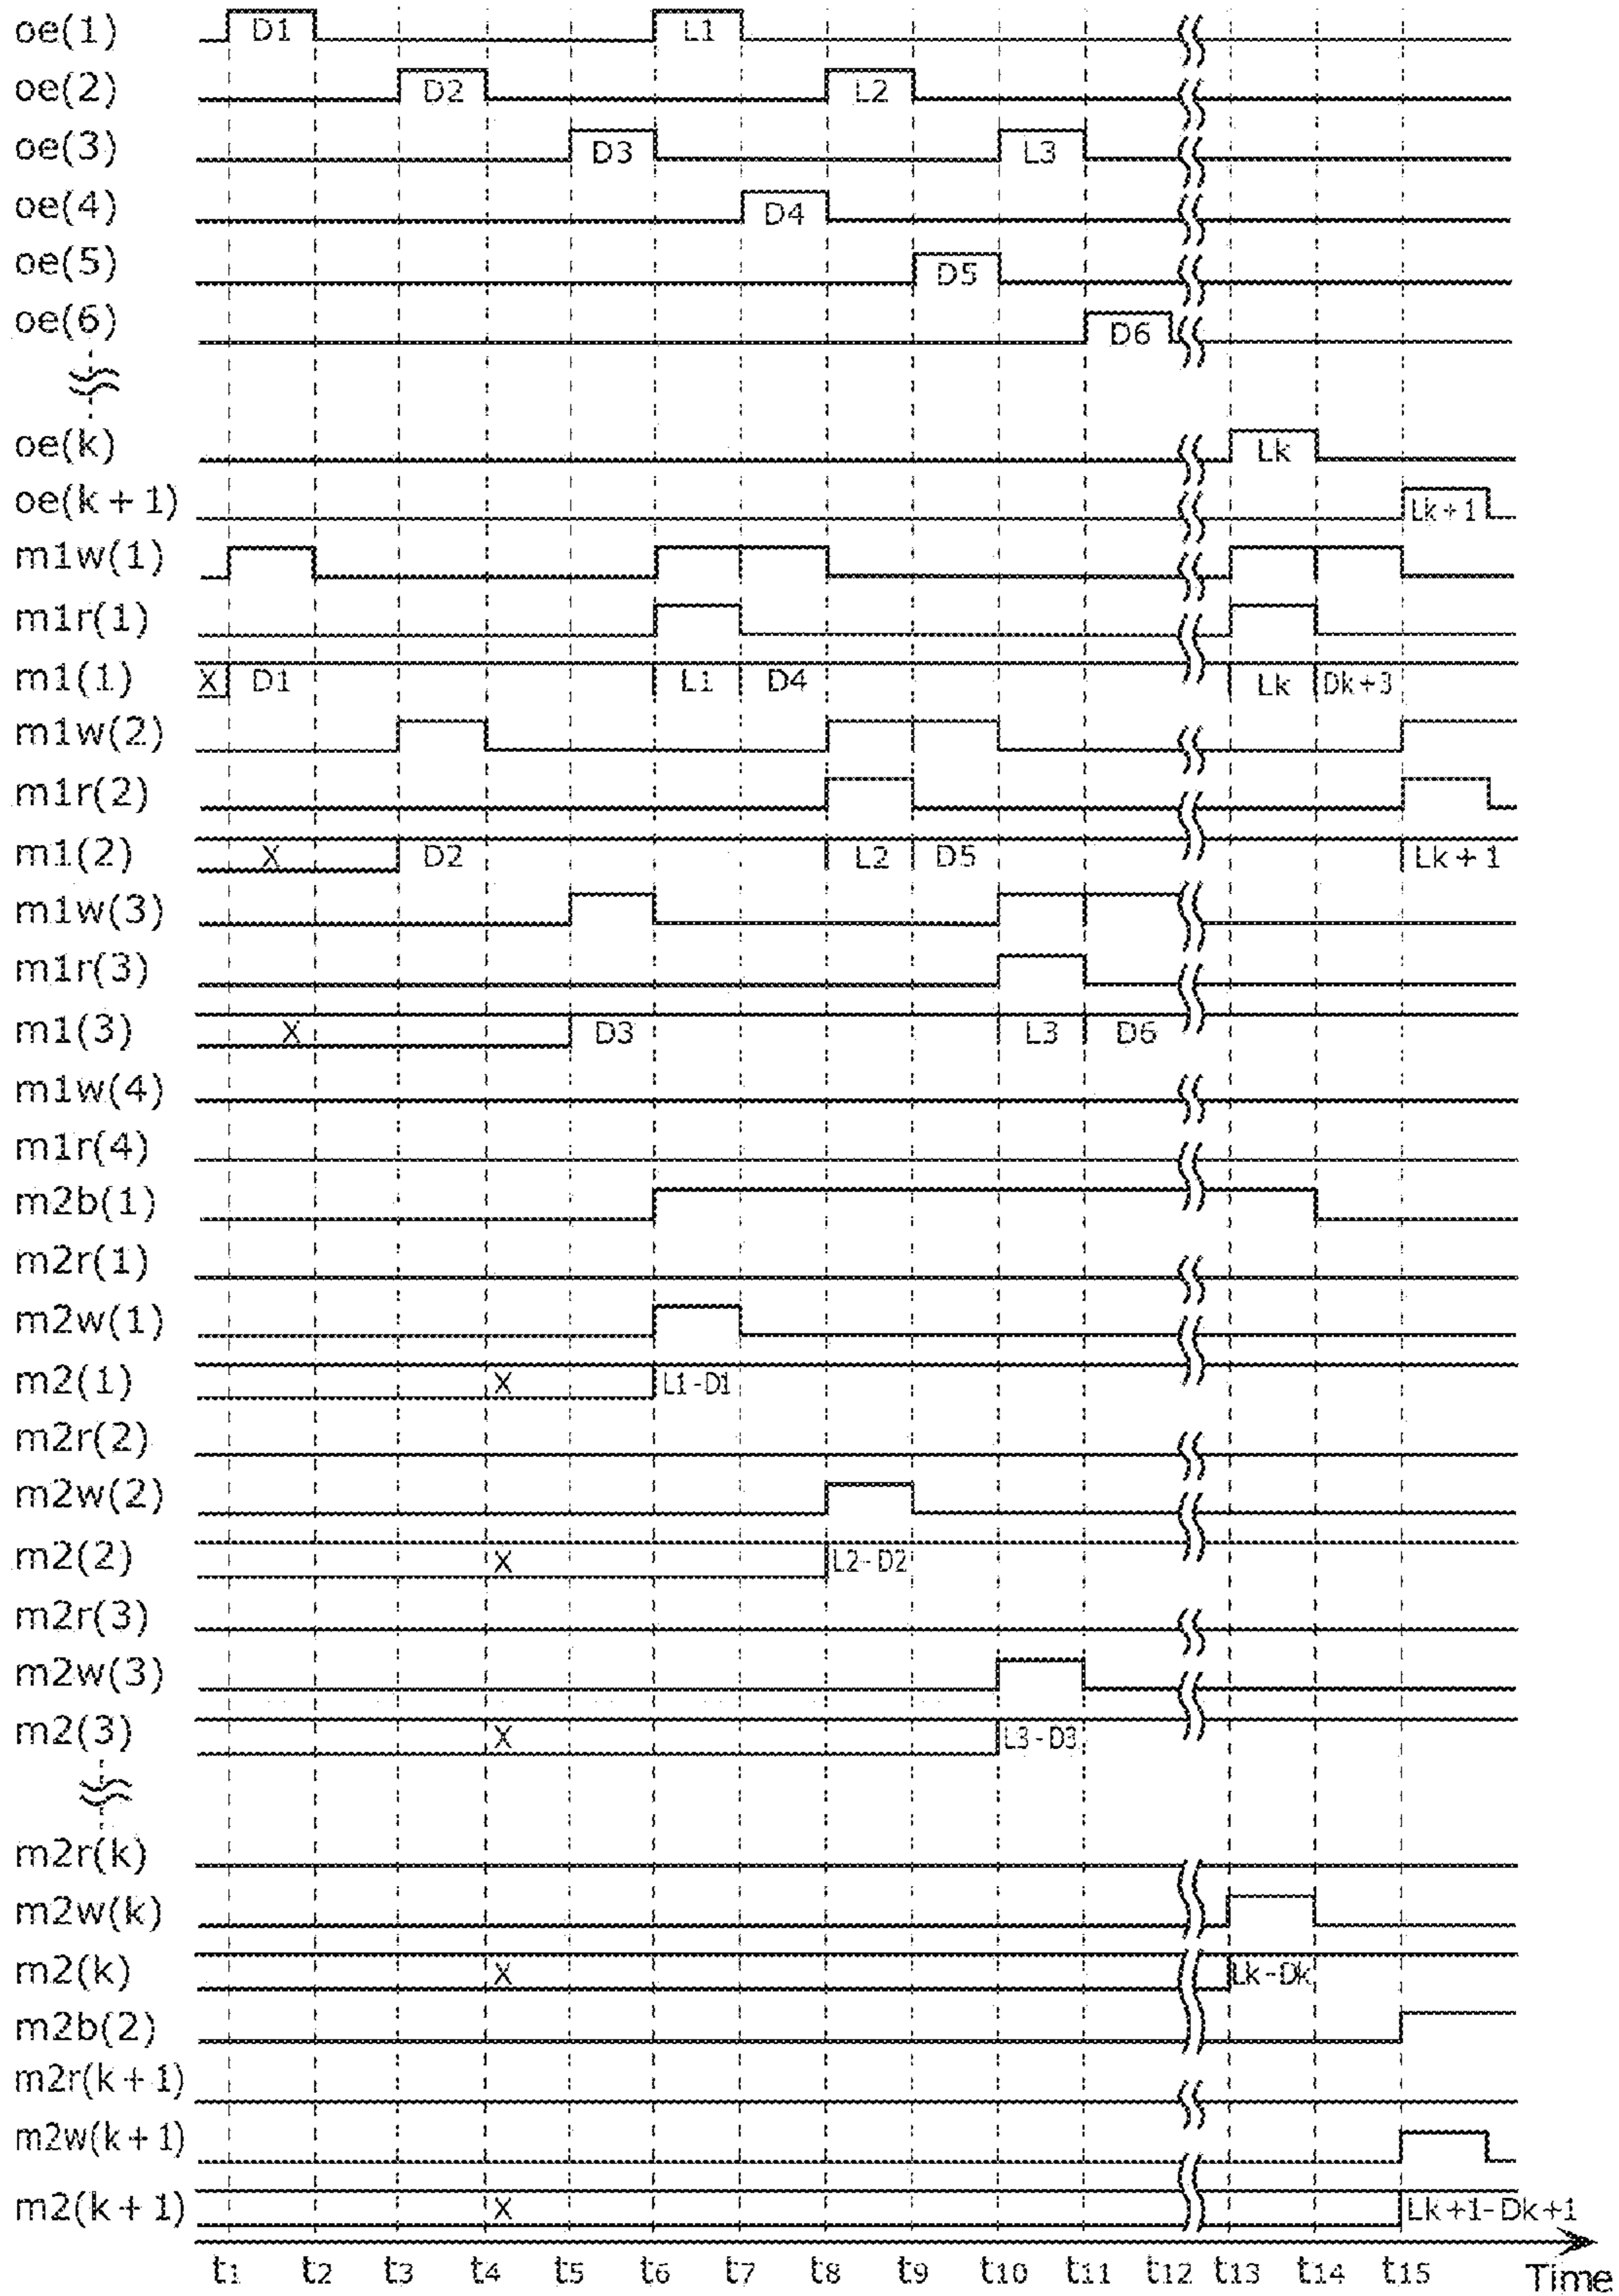 oe(1) D1 L1
oe(2) D2 L2
oe(3) D3 L3
oe(4) D4
oe(5) D5
oe(6) D6
oe(k) Lk
oe(k+1) Lk+1
m1w(1)
m1r(1)
m1(1) X D1 L1 D4 Lk Dk+3
m1w(2)
m1r(2)
m1(2) X D2 L2 D5 Lk+1
m1w(3)
m1r(3)
m1(3) X D3 L3 D6
m1w(4)
m1r(4)
m2b(1)
m2r(1)
m2w(1)
m2(1) X L1-D1
m2r(2)
m2w(2)
m2(2) X L2-D2
m2r(3)
m2w(3)
m2(3) X L3-D3
m2r(k)
m2w(k)
m2(k) X Lk-Dk
m2b(2)
m2r(k+1)
m2w(k+1)
m2(k+1) X Lk+1-Dk+1
t1 t2 t3 t4 t5 t6 t7 t8 t9 t10 t11 t12 t13 t14 t15 Time